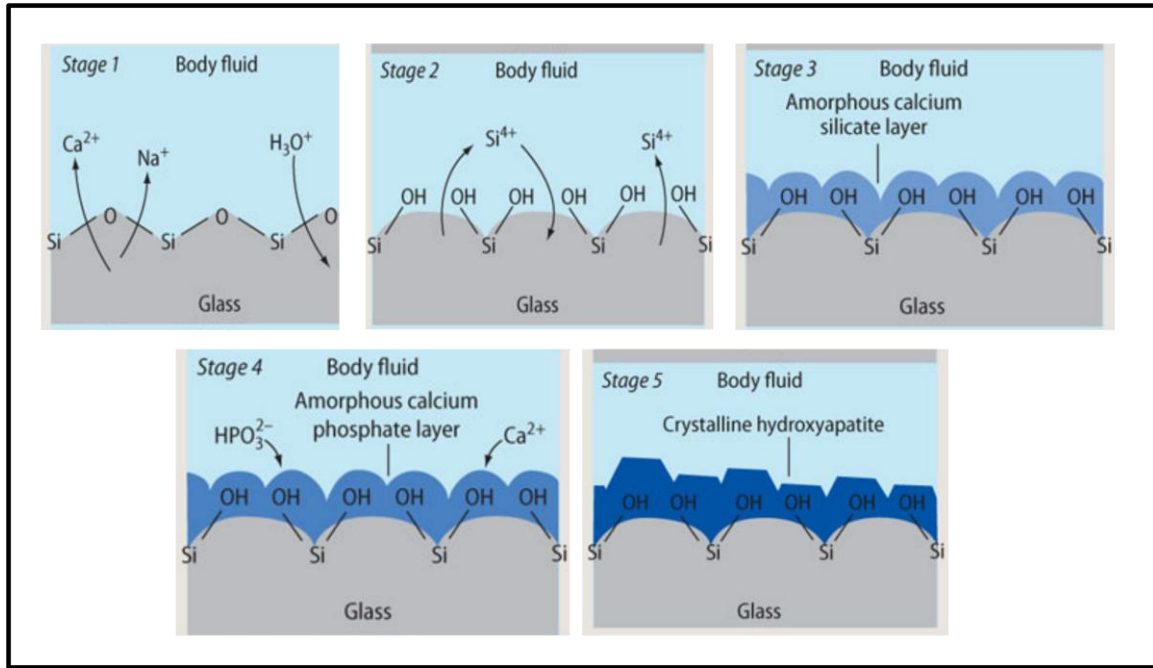 Stage 1 Body fluid
Ca²⁺
Na⁺
H₃O⁺
O O O
Si Si Si
Glass
Stage 2 Body fluid
Si⁴⁺ Si⁴⁺
OH OH OH OH OH OH
Si Si Si Si
Glass
Stage 3 Body fluid
Amorphous calcium
silicate layer
OH OH OH OH OH OH
Si Si Si Si
Glass
Stage 4 Body fluid
Amorphous calcium
phosphate layer
HPO₃²⁻ Ca²⁺
OH OH OH OH OH OH
Si Si Si Si
Glass
Stage 5 Body fluid
Crystalline hydroxyapatite
OH OH OH OH OH OH
Si Si Si Si
Glass